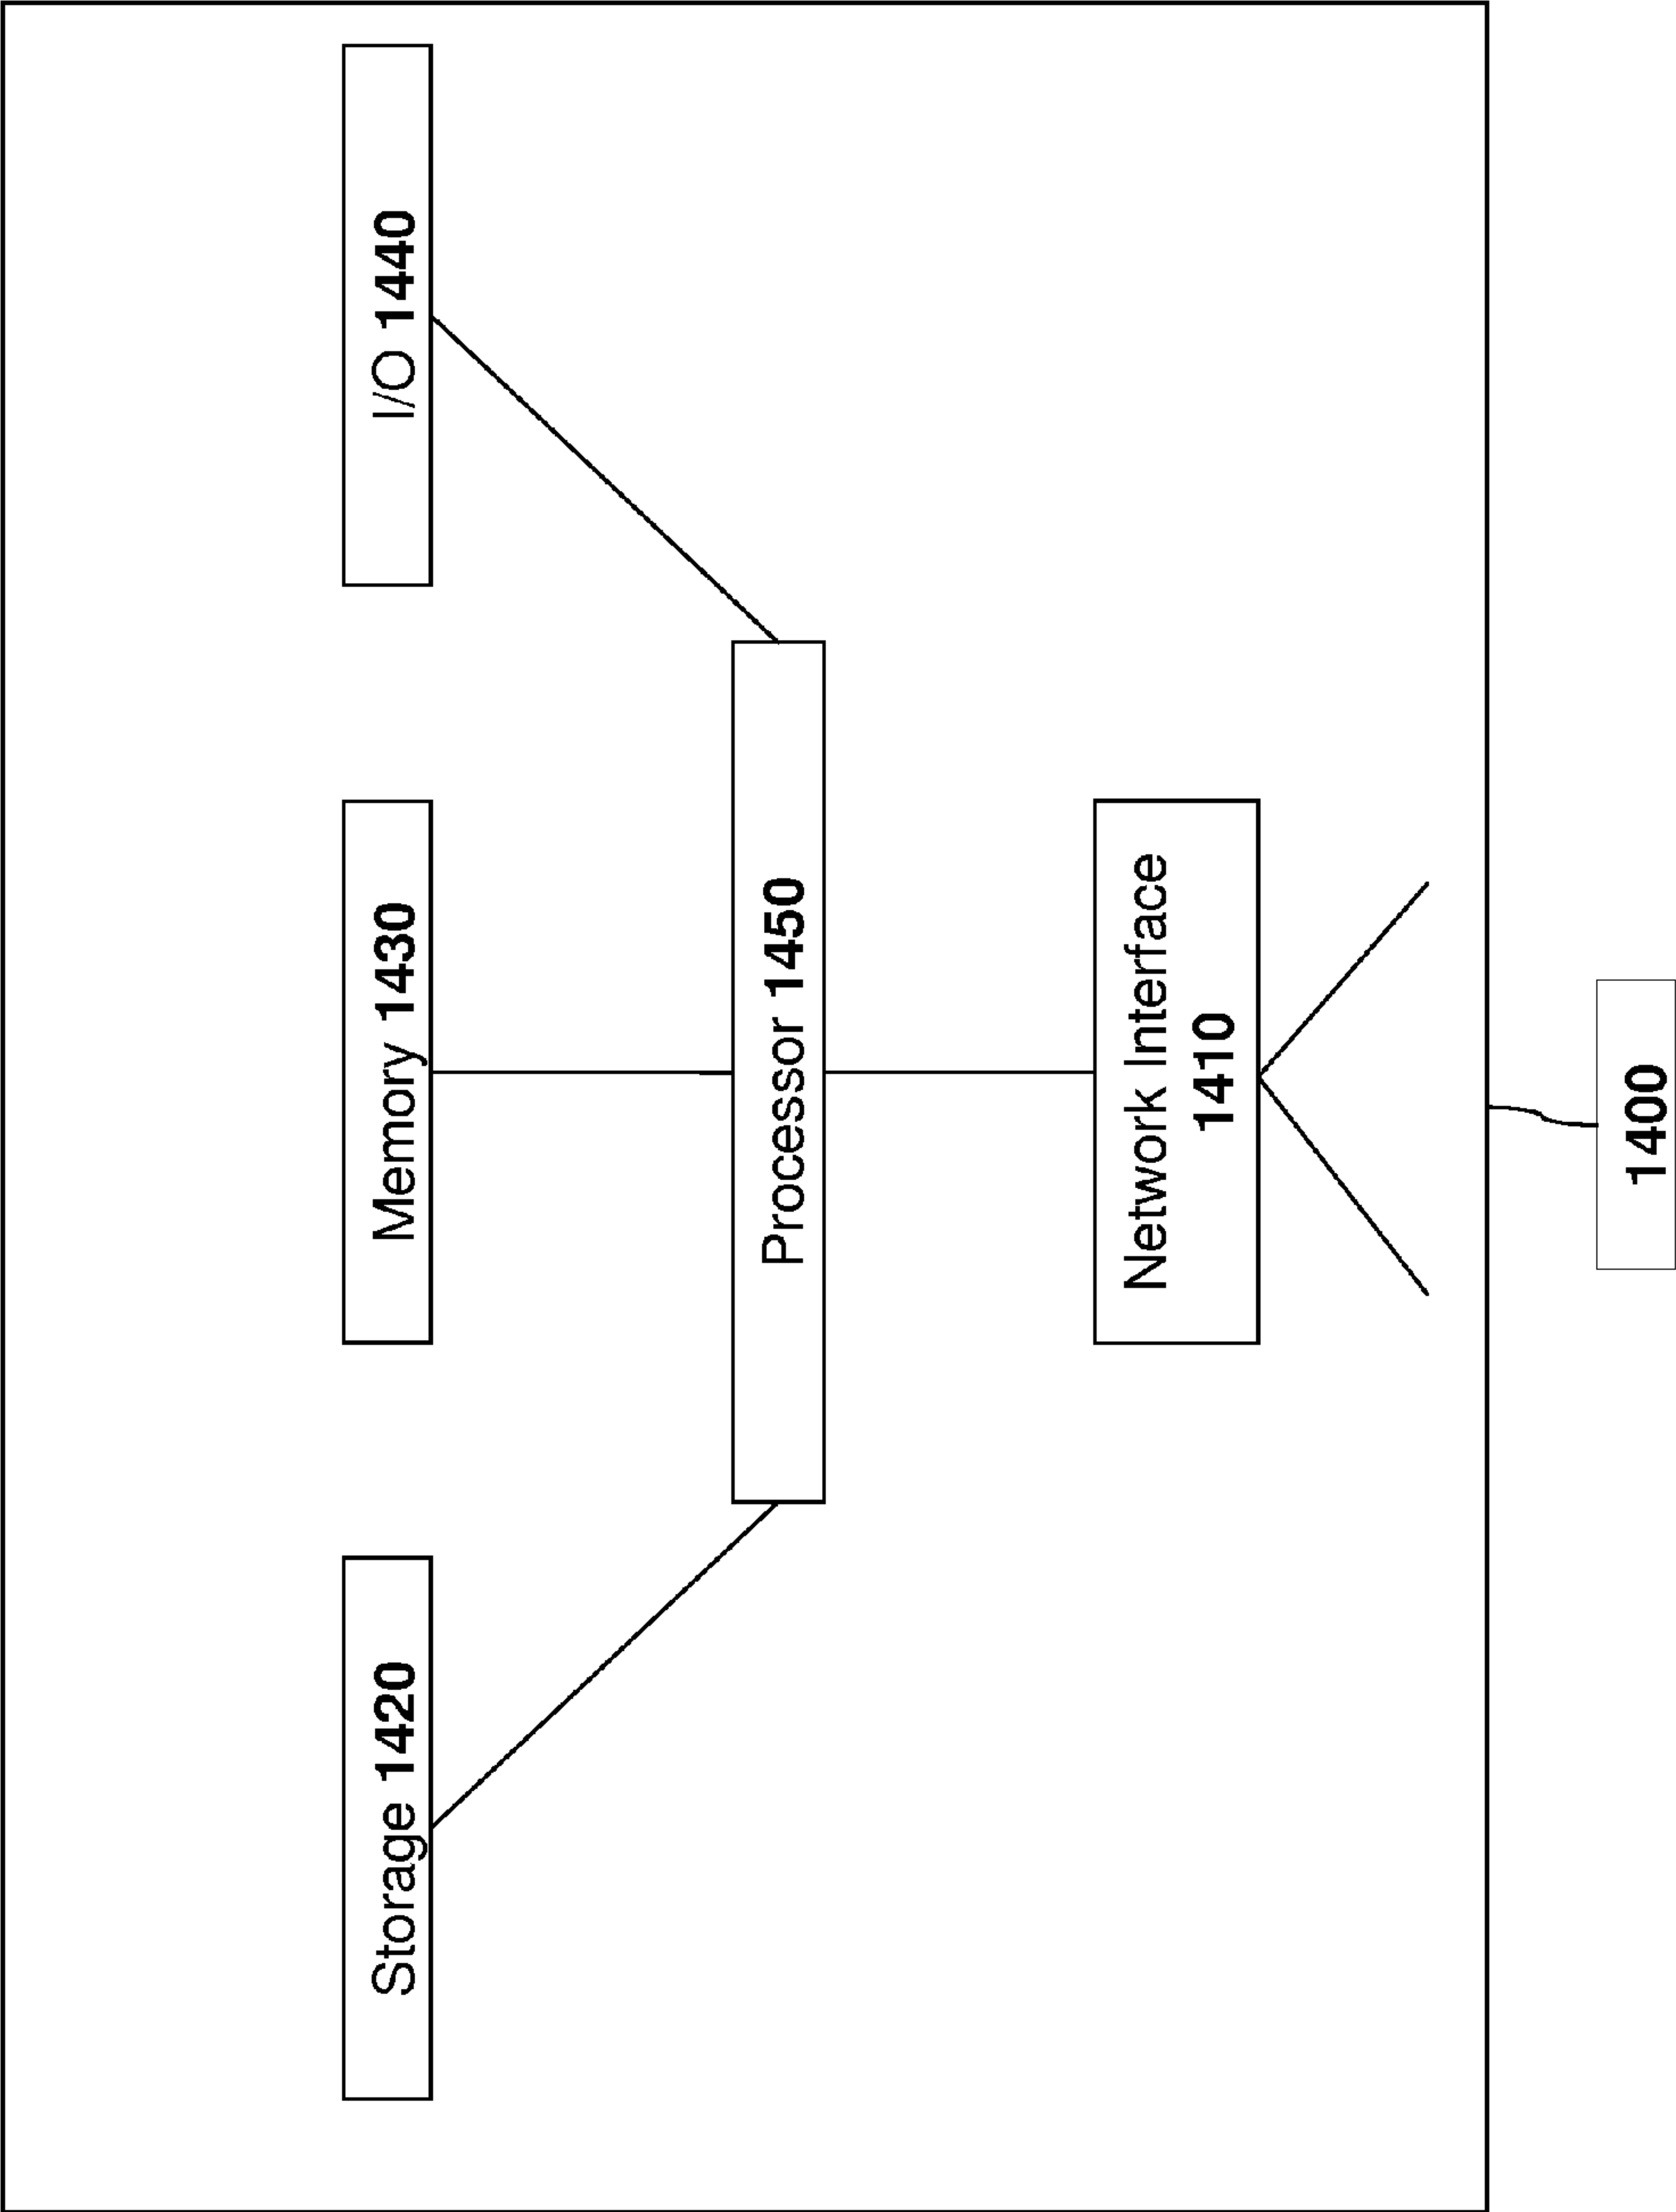 Storage 1420
Memory 1430
I/O 1440
Processor 1450
Network Interface
1410
1400